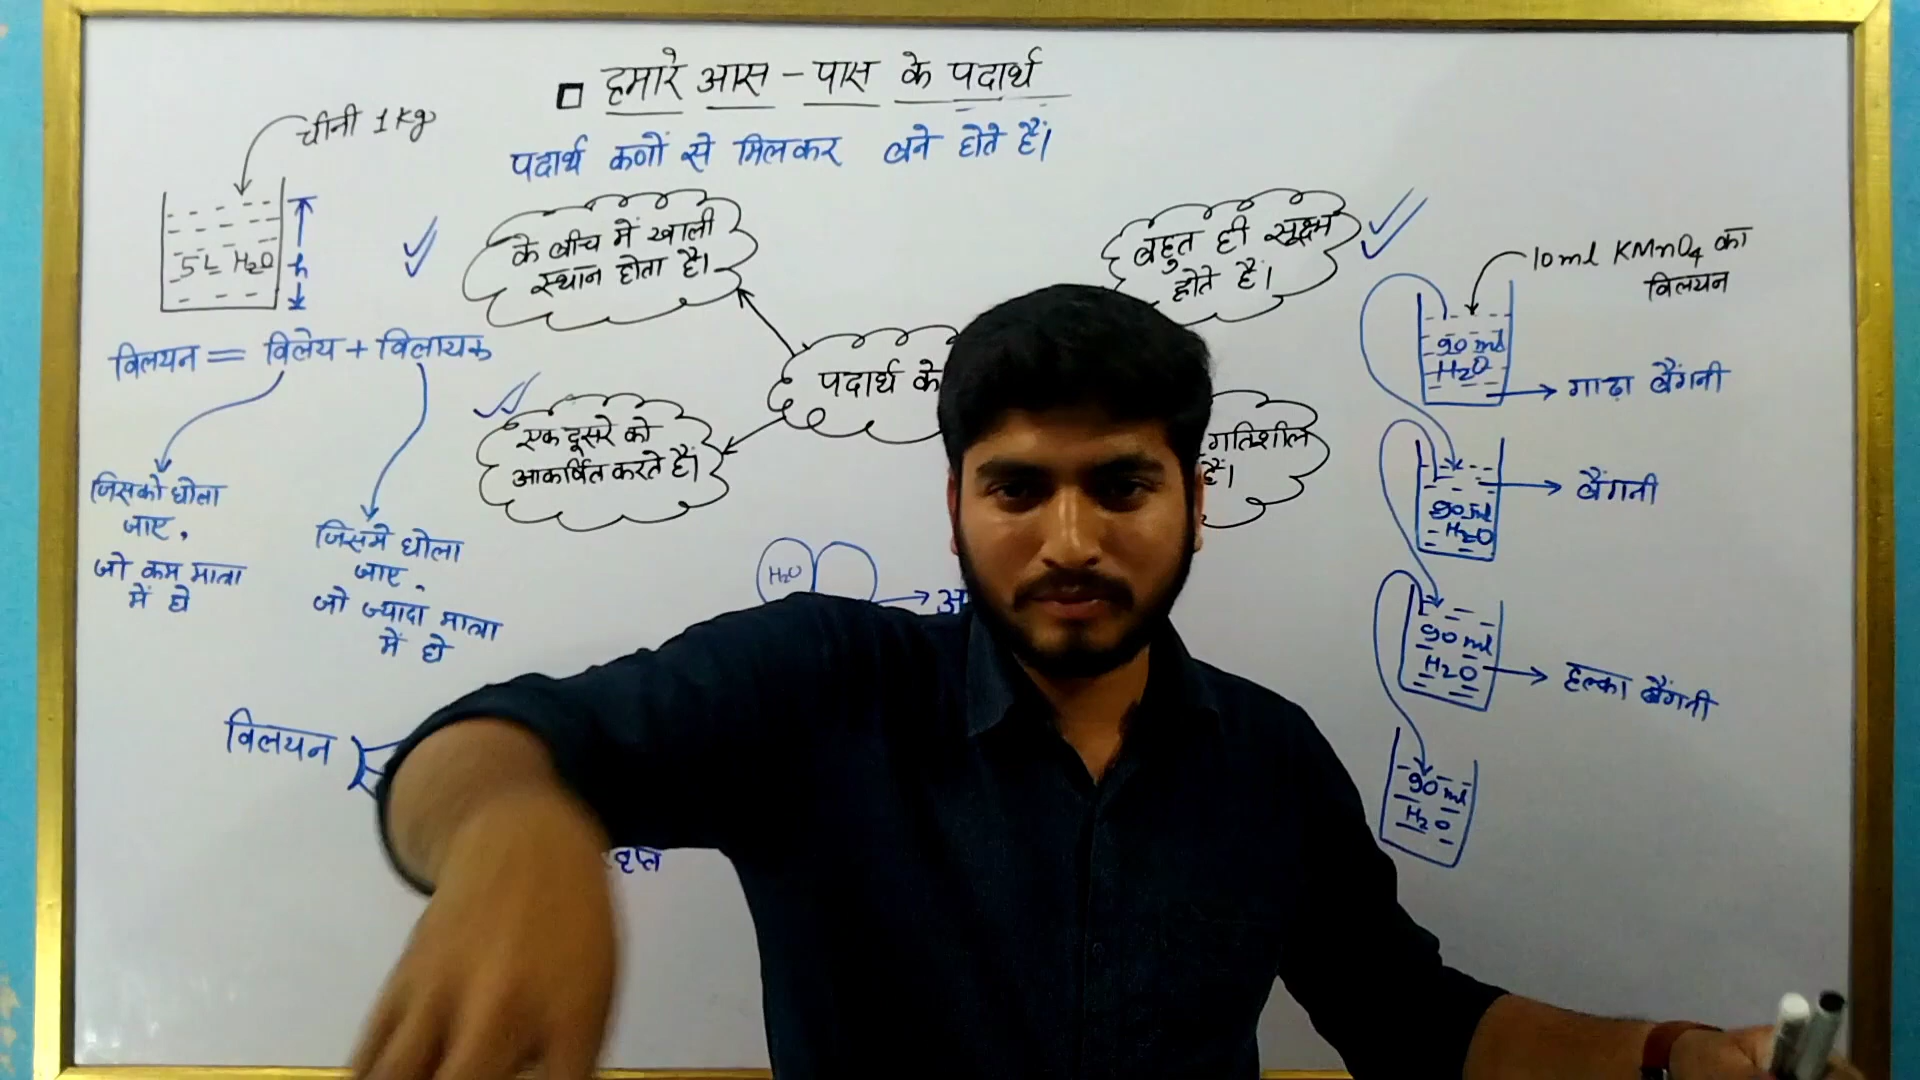 हमारे आस-पास के पदार्थ
पदार्थ कणों से मिलकर बने होते हैं।
चीनी 1 kg
5L H₂O
h
विलयन = विलेय + विलायक
जिसको घोला
जाए,
जो कम मात्रा
में हो
जिसमे घोला
जाए
जो ज्यादा मात्रा
में हो
विलयन
के बीच में खाली
स्थान होता है।
एक दूसरे को
आकर्षित करते हैं।
पदार्थ के
बहुत ही सूक्ष्म
होते हैं।
गतिशील
हैं।
H₂O
10 ml KMnO₄ का
विलयन
90 ml
H₂O
गाढ़ा बैंगनी
90 ml
H₂O
बैंगनी
90 ml
H₂O
हल्का बैंगनी
90 ml
H₂O